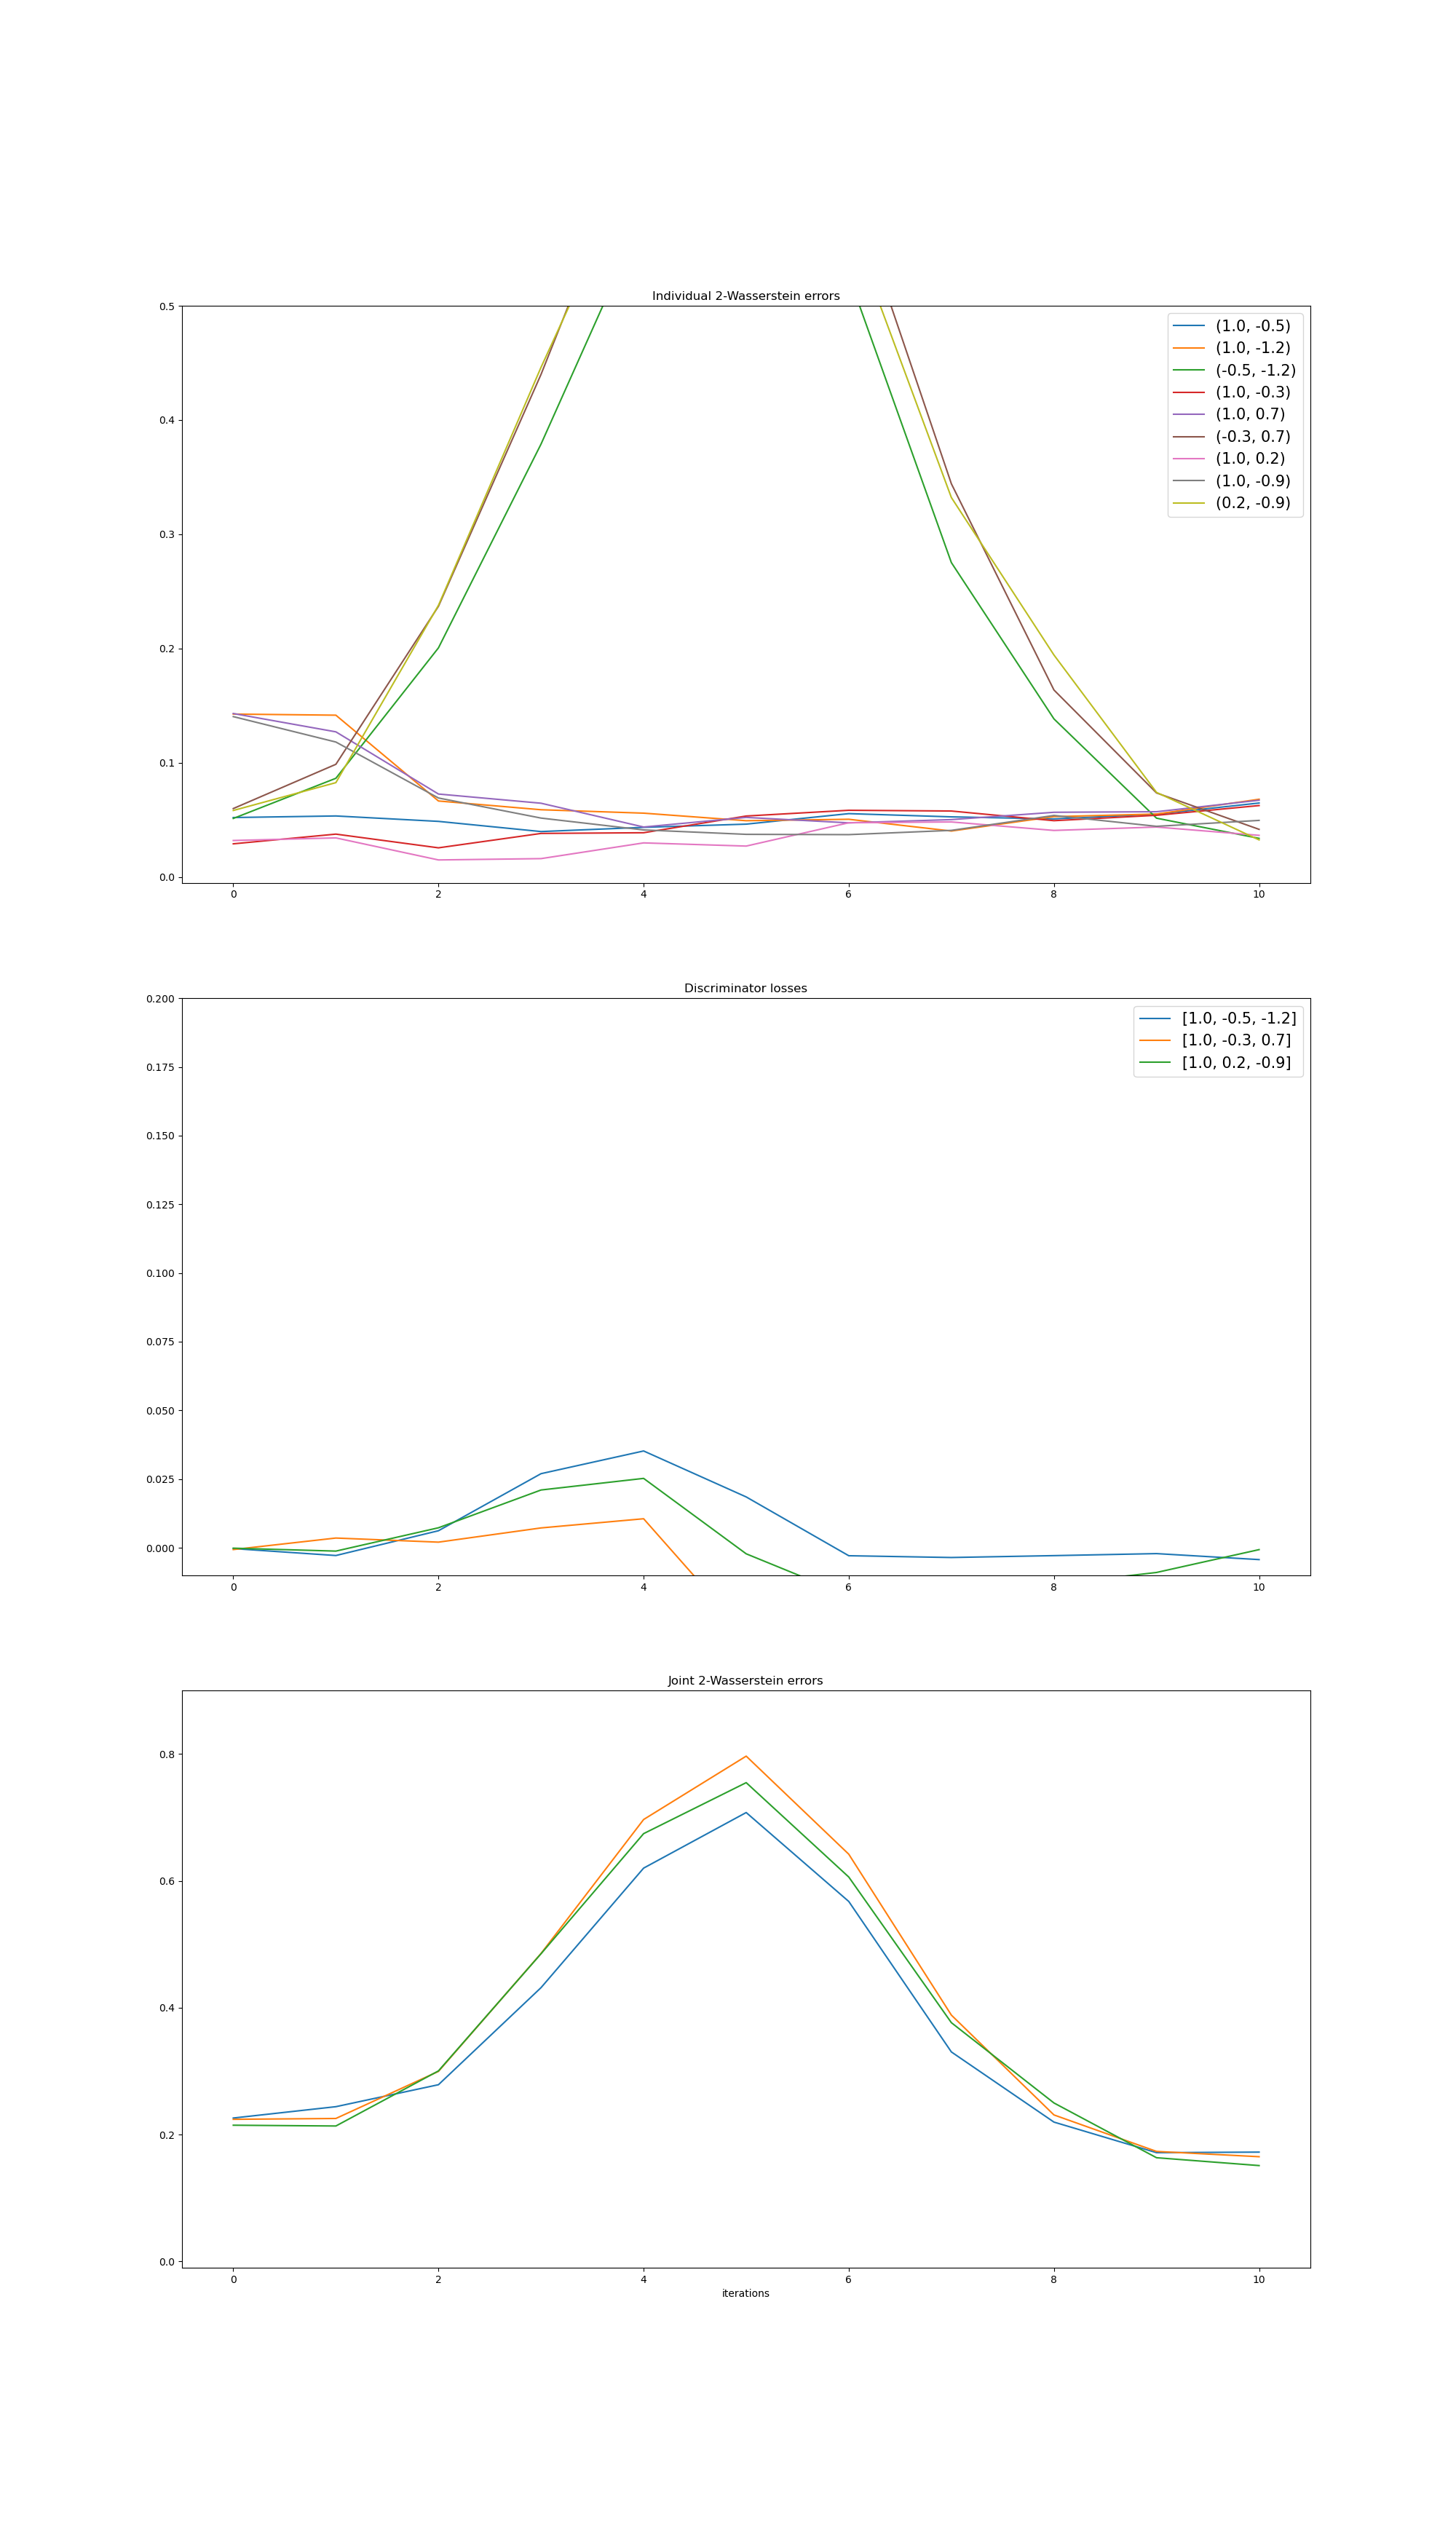 Individual 2-Wasserstein errors
0.5
0.4
0.3
0.2
0.1
0.0
0 2 4 6 8 10
(1.0, -0.5)
(1.0, -1.2)
(-0.5, -1.2)
(1.0, -0.3)
(1.0, 0.7)
(-0.3, 0.7)
(1.0, 0.2)
(1.0, -0.9)
(0.2, -0.9)
Discriminator losses
0.200
0.175
0.150
0.125
0.100
0.075
0.050
0.025
0.000
0 2 4 6 8 10
[1.0, -0.5, -1.2]
[1.0, -0.3, 0.7]
[1.0, 0.2, -0.9]
Joint 2-Wasserstein errors
0.8
0.6
0.4
0.2
0.0
0 2 4 6 8 10
iterations